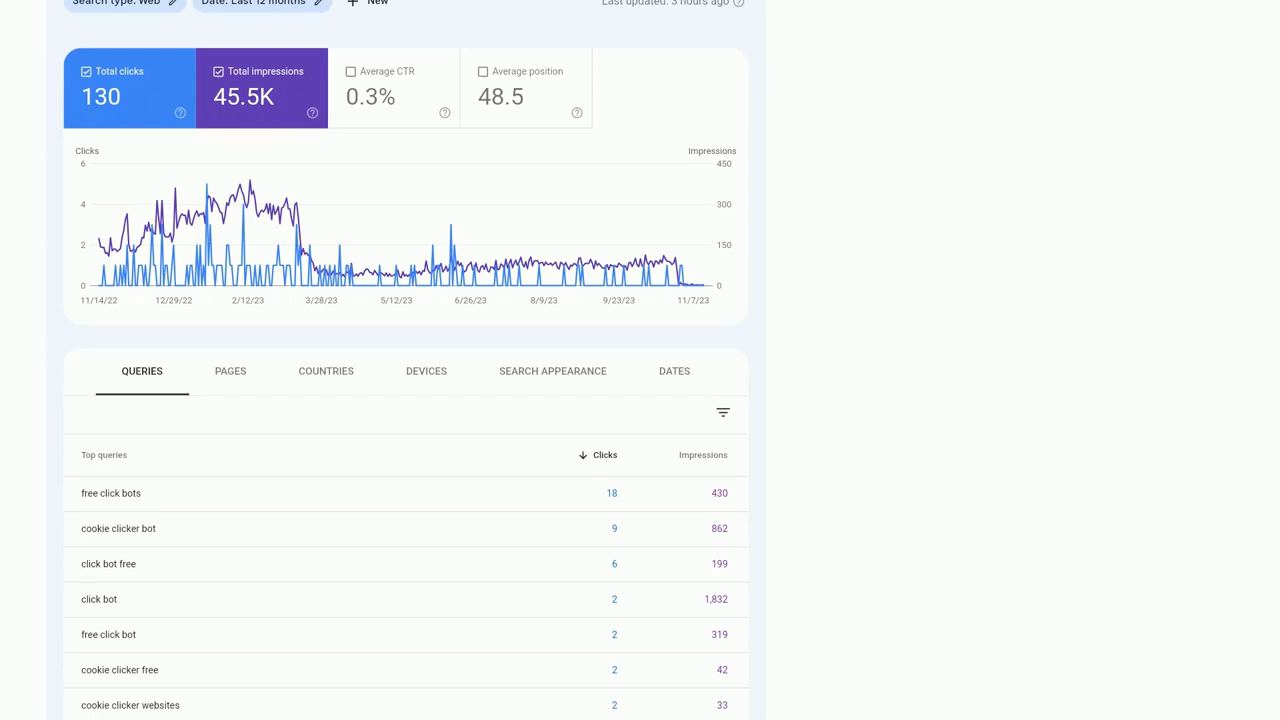 Search type: Web Date: Last 12 months + New Last updated: 3 hours ago
Total clicks Total impressions Average CTR Average position
130 45.5K 0.3% 48.5
Clicks Impressions
6 450
4 300
2 150
0 0
11/14/22 12/29/22 2/12/23 3/28/23 5/12/23 6/26/23 8/9/23 9/23/23 11/7/23
QUERIES PAGES COUNTRIES DEVICES SEARCH APPEARANCE DATES
Top queries Clicks Impressions
free click bots 18 430
cookie clicker bot 9 862
click bot free 6 199
click bot 2 1,832
free click bot 2 319
cookie clicker free 2 42
cookie clicker websites 2 33